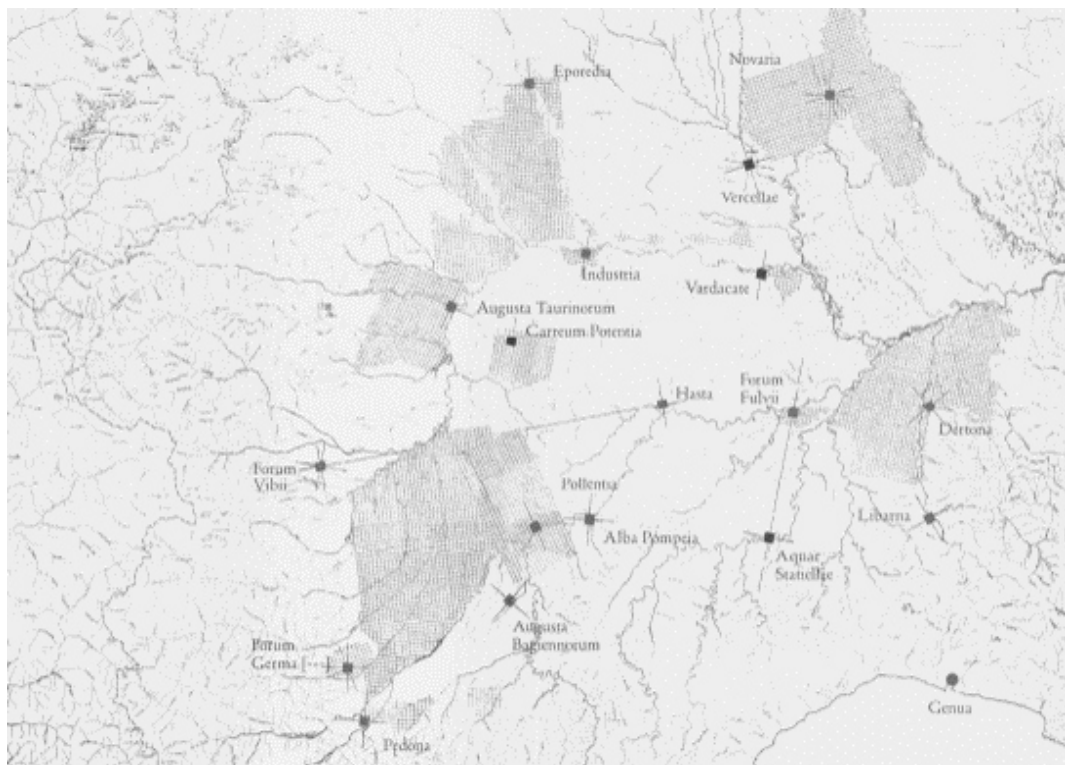 Eporedia
Novaria
Vercellae
Industria
Vardacate
Augusta Taurinorum
Carreum Potentia
Hasta
Forum
Fulvii
Dertona
Forum
Vibii
Pollentia
Alba Pompeia
Libarna
Aquae
Statiellae
Augusta
Bagiennorum
Forum
Germa [---]
Genua
Pedona